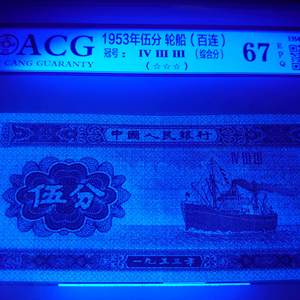 ACG
CANG GUARANTY
1953年伍分 轮船（百连）
冠号： IV III III （综合分）
（☆☆☆）
67
E
P
Q
中國人民銀行
IV III III
伍分
一九五三年